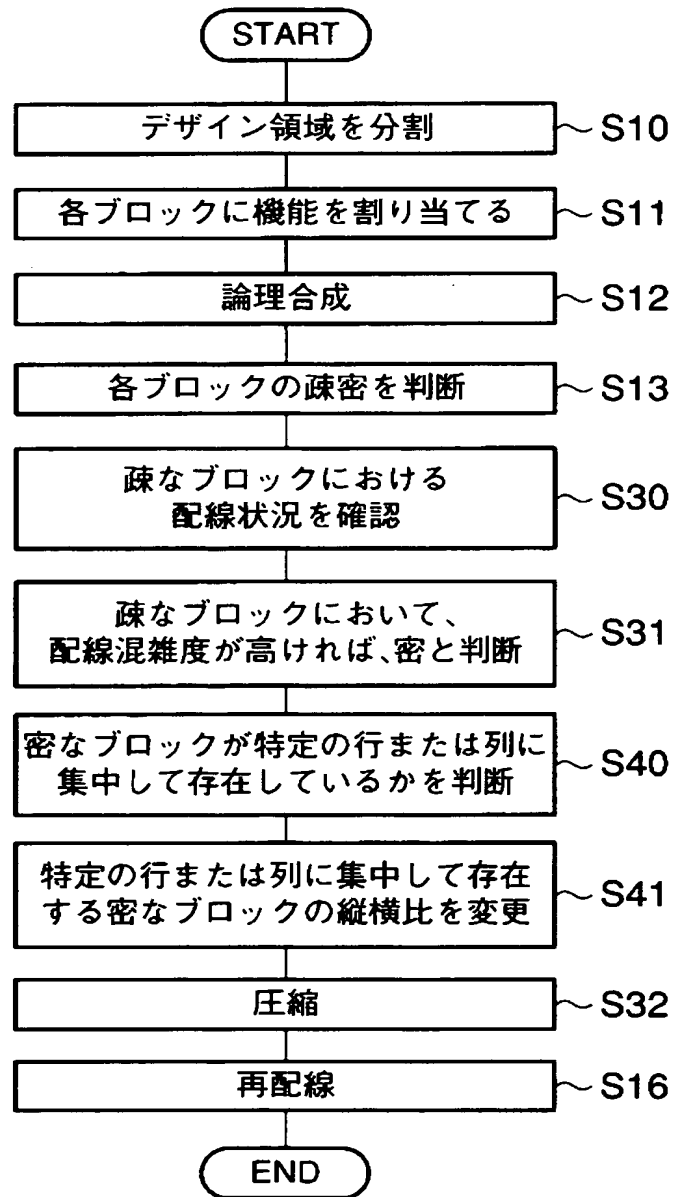 START
デザイン領域を分割 S10
各ブロックに機能を割り当てる S11
論理合成 S12
各ブロックの疎密を判断 S13
疎なブロックにおける
配線状況を確認 S30
疎なブロックにおいて、
配線混雑度が高ければ、密と判断 S31
密なブロックが特定の行または列に
集中して存在しているかを判断 S40
特定の行または列に集中して存在
する密なブロックの縦横比を変更 S41
圧縮 S32
再配線 S16
END